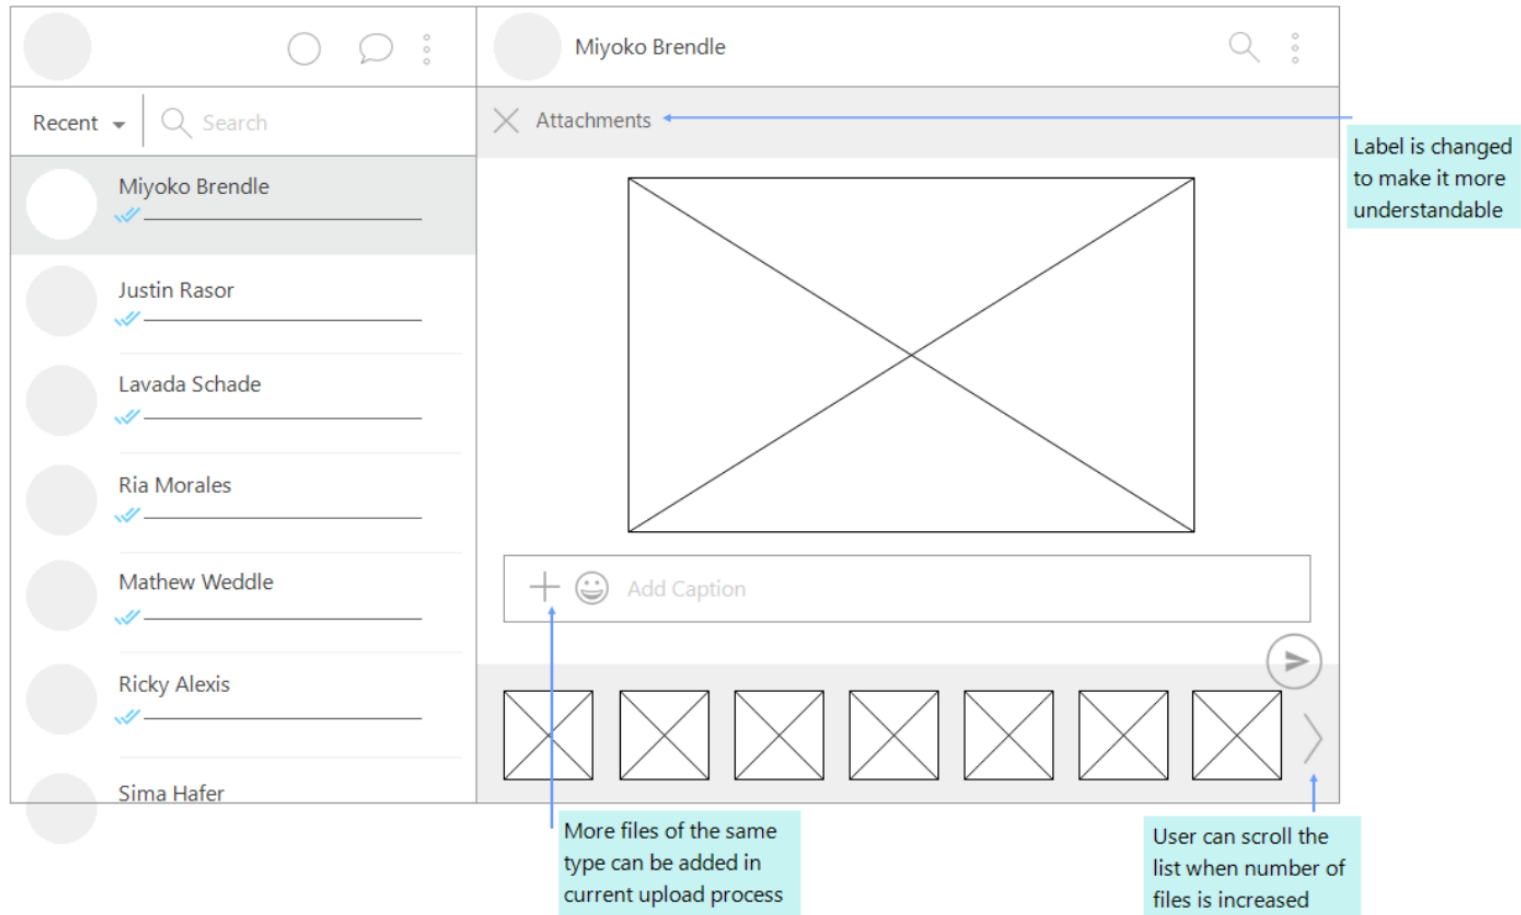 Miyoko Brendle
Recent
Search
Attachments
Miyoko Brendle
Justin Rasor
Lavada Schade
Ria Morales
Mathew Weddle
Ricky Alexis
Sima Hafer
Add Caption
Label is changed
to make it more
understandable
More files of the same
type can be added in
current upload process
User can scroll the
list when number of
files is increased